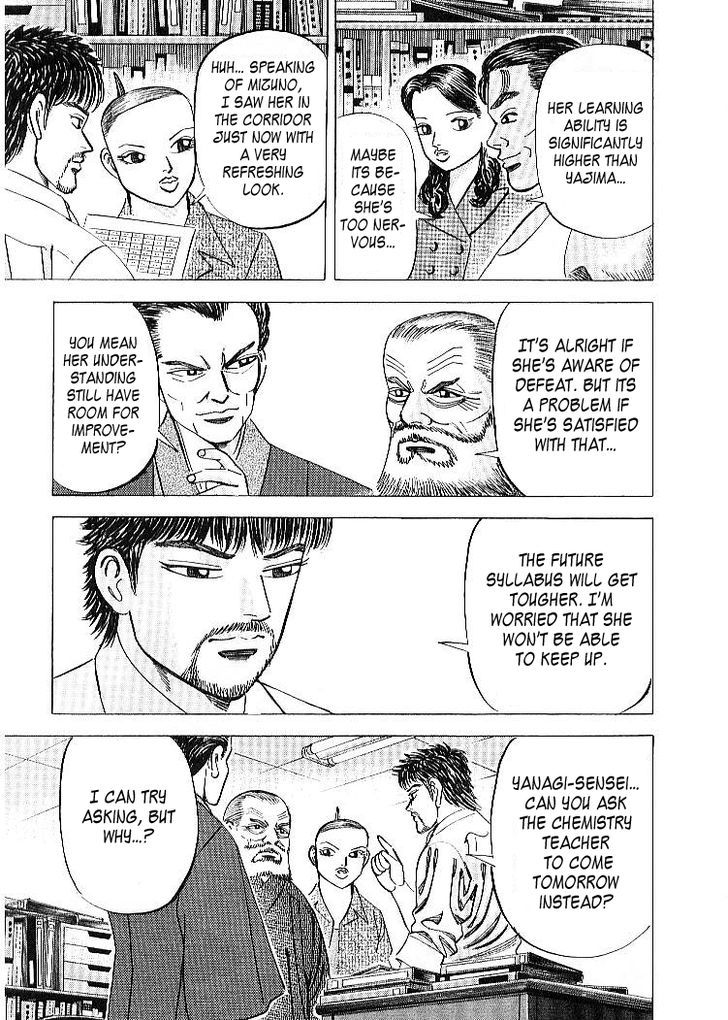 HER LEARNING
ABILITY IS
SIGNIFICANTLY
HIGHER THAN
YAJIMA...
MAYBE
ITS BE-
CAUSE
SHE'S
TOO NER-
VOUS...
HUH... SPEAKING
OF MIZUNO,
I SAW HER IN
THE CORRIDOR
JUST NOW WITH
A VERY
REFRESHING
LOOK.
IT'S ALRIGHT IF
SHE'S AWARE OF
DEFEAT. BUT ITS
A PROBLEM IF
SHE'S SATISFIED
WITH THAT...
YOU MEAN
HER UNDER-
STANDING
STILL HAVE
ROOM FOR
IMPROVE-
MENT?
THE FUTURE
SYLLABUS WILL GET
TOUGHER. I'M
WORRIED THAT SHE
WON'T BE ABLE
TO KEEP UP.
YANAGI-SENSEI...
CAN YOU ASK
THE CHEMISTRY
TEACHER
TO COME
TOMORROW
INSTEAD?
I CAN TRY
ASKING, BUT
WHY...?